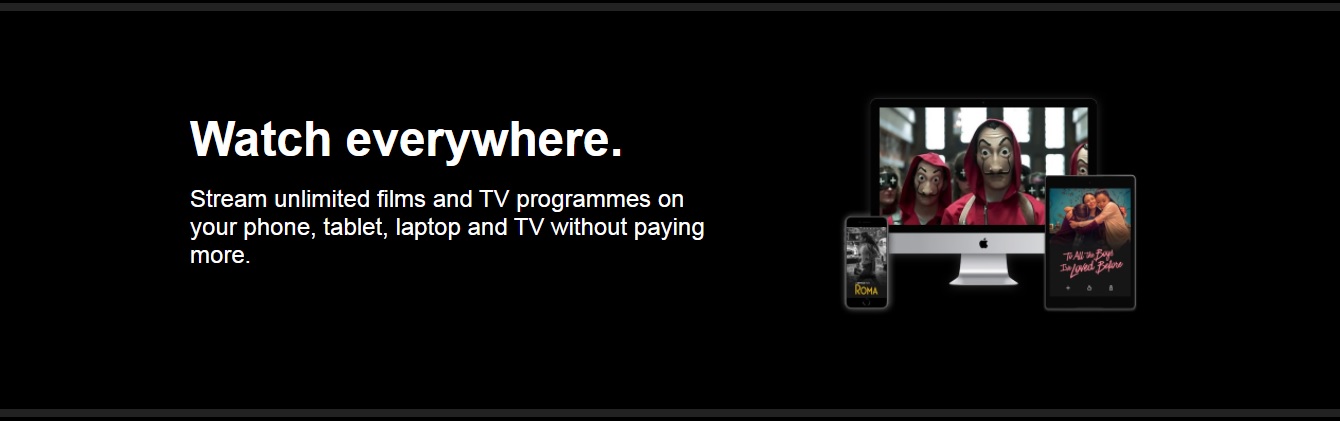 Watch everywhere.
Stream unlimited films and TV programmes on
your phone, tablet, laptop and TV without paying
more.
ROMA
To All The Boys
I've Loved Before